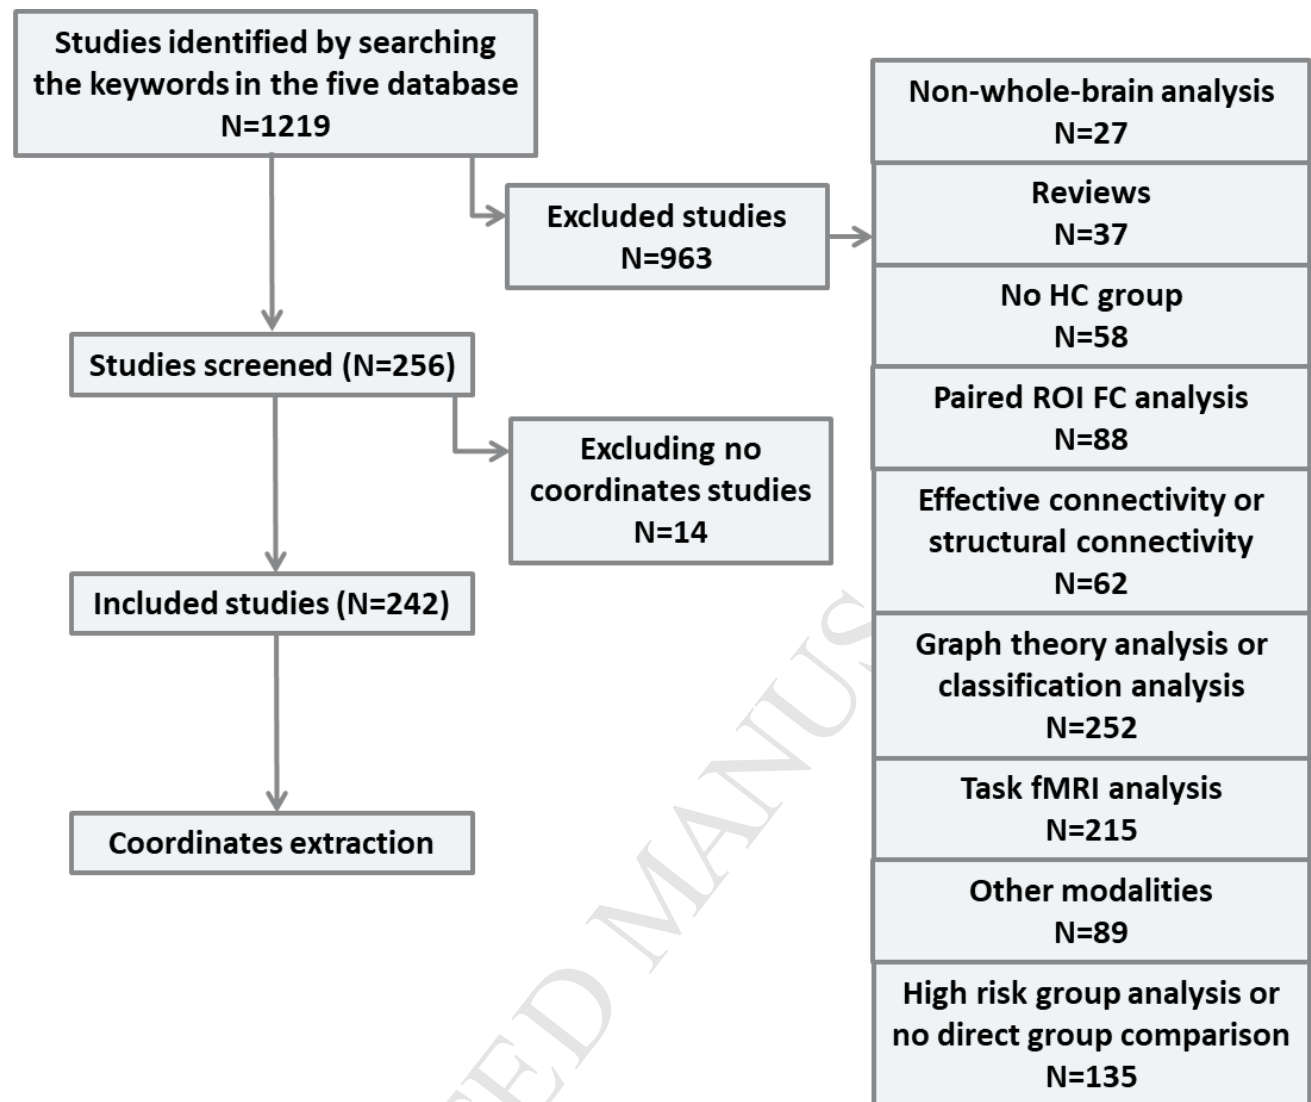 Studies identified by searching
the keywords in the five database
N=1219
Excluded studies
N=963
Studies screened (N=256)
Excluding no
coordinates studies
N=14
Included studies (N=242)
Coordinates extraction
Non-whole-brain analysis
N=27
Reviews
N=37
No HC group
N=58
Paired ROI FC analysis
N=88
Effective connectivity or
structural connectivity
N=62
Graph theory analysis or
classification analysis
N=252
Task fMRI analysis
N=215
Other modalities
N=89
High risk group analysis or
no direct group comparison
N=135
TED MANUS